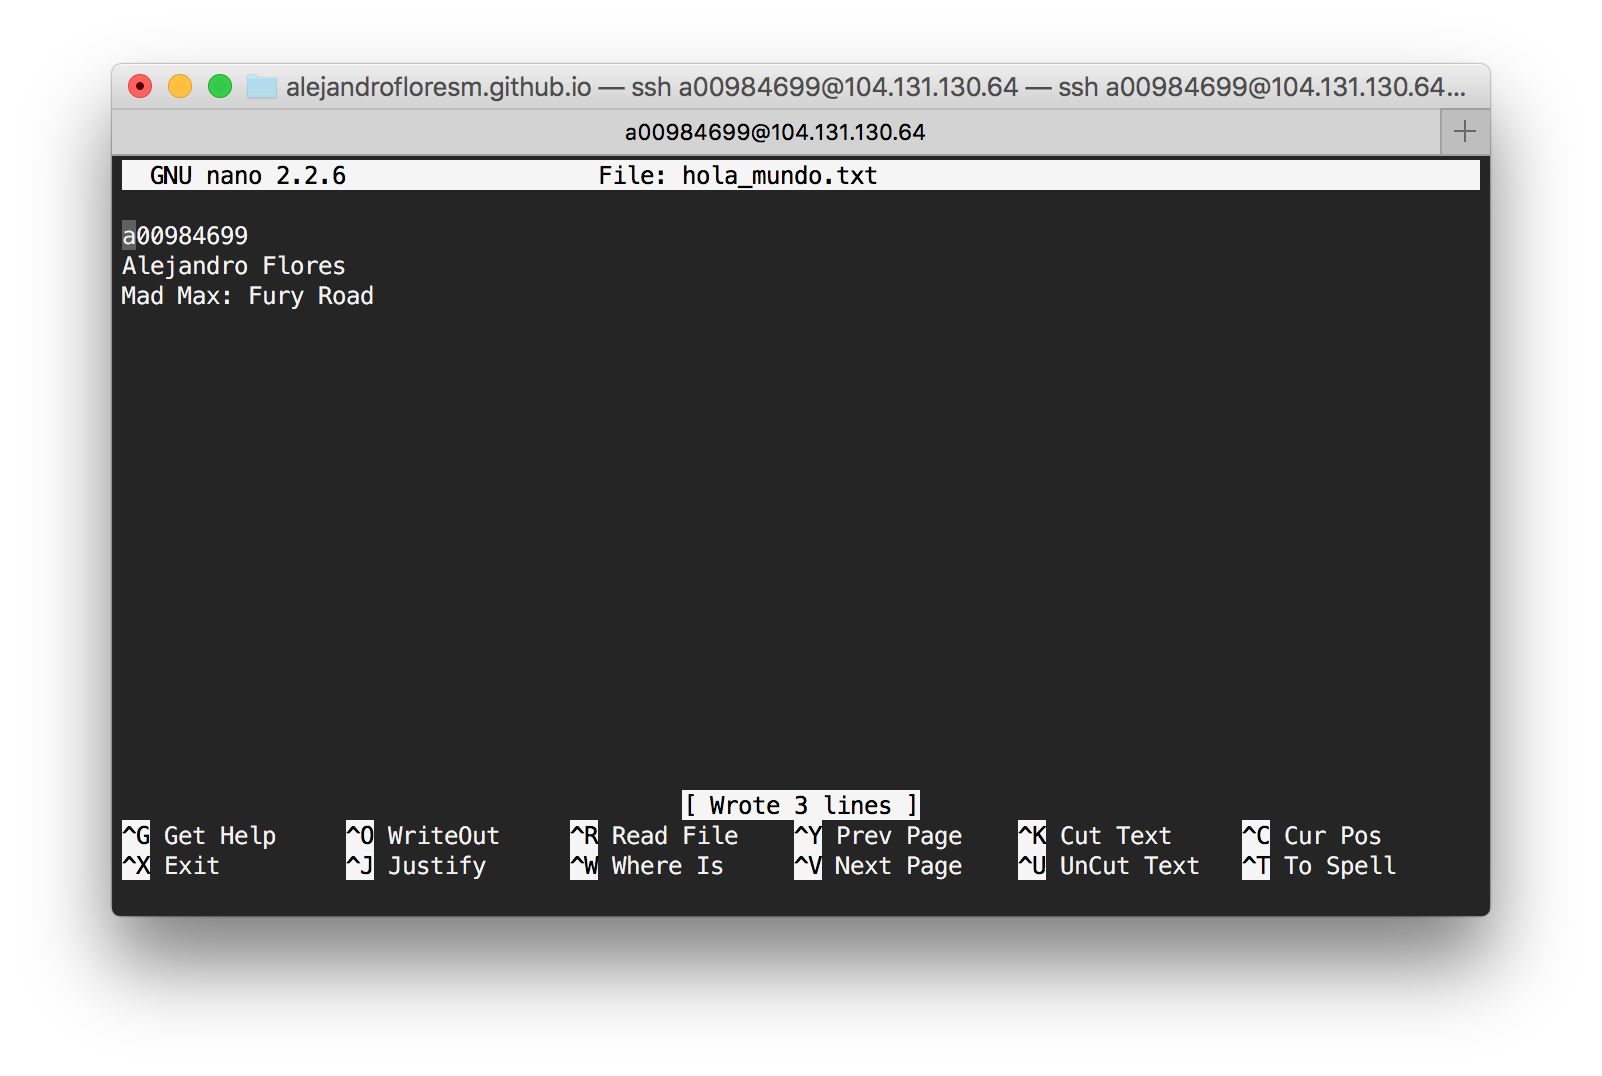 alejandrofloresm.github.io — ssh a00984699@104.131.130.64 — ssh a00984699@104.131.130.64...
a00984699@104.131.130.64
GNU nano 2.2.6 File: hola_mundo.txt
a00984699
Alejandro Flores
Mad Max: Fury Road
[ Wrote 3 lines ]
^G Get Help ^O WriteOut ^R Read File ^Y Prev Page ^K Cut Text ^C Cur Pos
^X Exit ^J Justify ^W Where Is ^V Next Page ^U UnCut Text ^T To Spell